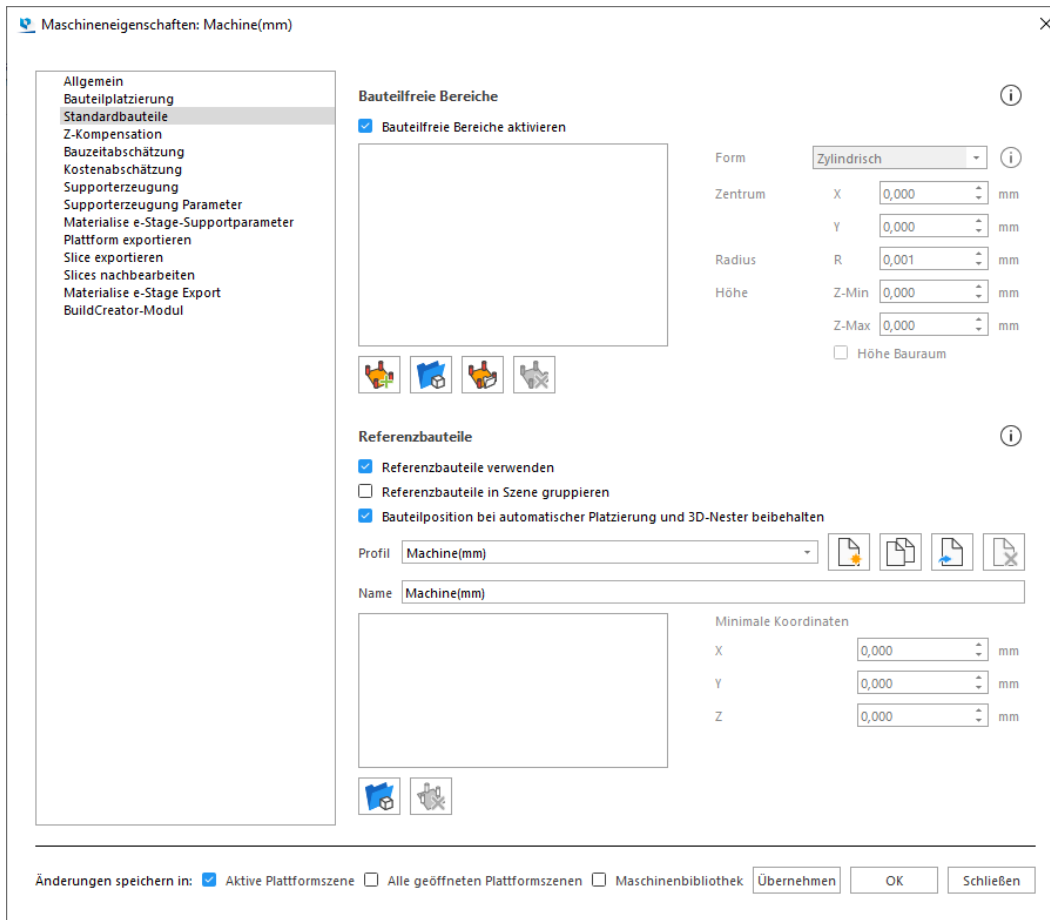 Maschineneigenschaften: Machine(mm)
Allgemein
Bauteilplatzierung
Standardbauteile
Z-Kompensation
Bauzeitabschätzung
Kostenabschätzung
Supporterzeugung
Supporterzeugung Parameter
Materialise e-Stage-Supportparameter
Plattform exportieren
Slice exportieren
Slices nachbearbeiten
Materialise e-Stage Export
BuildCreator-Modul
Bauteilfreie Bereiche
Bauteilfreie Bereiche aktivieren
Form Zylindrisch
Zentrum X 0,000 mm
Y 0,000 mm
Radius R 0,001 mm
Höhe Z-Min 0,000 mm
Z-Max 0,000 mm
Höhe Bauraum
Referenzbauteile
Referenzbauteile verwenden
Referenzbauteile in Szene gruppieren
Bauteilposition bei automatischer Platzierung und 3D-Nester beibehalten
Profil Machine(mm)
Name Machine(mm)
Minimale Koordinaten
X 0,000 mm
Y 0,000 mm
Z 0,000 mm
Änderungen speichern in: Aktive Plattformszene Alle geöffneten Plattformszenen Maschinenbibliothek Übernehmen OK Schließen